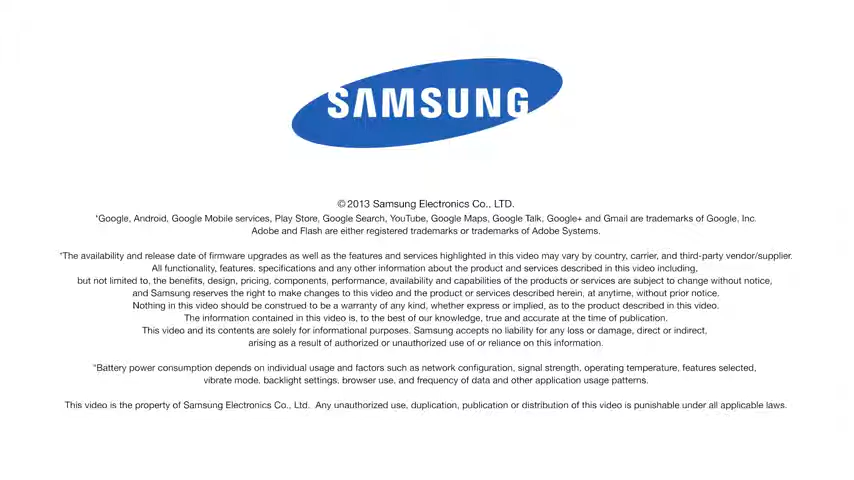 SAMSUNG
© 2013 Samsung Electronics Co., LTD.
*Google, Android, Google Mobile services, Play Store, Google Search, YouTube, Google Maps, Google Talk, Google+ and Gmail are trademarks of Google, Inc.
Adobe and Flash are either registered trademarks or trademarks of Adobe Systems.
*The availability and release date of firmware upgrades as well as the features and services highlighted in this video may vary by country, carrier, and third-party vendor/supplier.
All functionality, features, specifications and any other information about the product and services described in this video including,
but not limited to, the benefits, design, pricing, components, performance, availability and capabilities of the products or services are subject to change without notice,
and Samsung reserves the right to make changes to this video and the product or services described herein, at anytime, without prior notice.
Nothing in this video should be construed to be a warranty of any kind, whether express or implied, as to the product described in this video.
The information contained in this video is, to the best of our knowledge, true and accurate at the time of publication.
This video and its contents are solely for informational purposes. Samsung accepts no liability for any loss or damage, direct or indirect,
arising as a result of authorized or unauthorized use of or reliance on this information.
*Battery power consumption depends on individual usage and factors such as network configuration, signal strength, operating temperature, features selected,
vibrate mode, backlight settings, browser use, and frequency of data and other application usage patterns.
This video is the property of Samsung Electronics Co., Ltd. Any unauthorized use, duplication, publication or distribution of this video is punishable under all applicable laws.